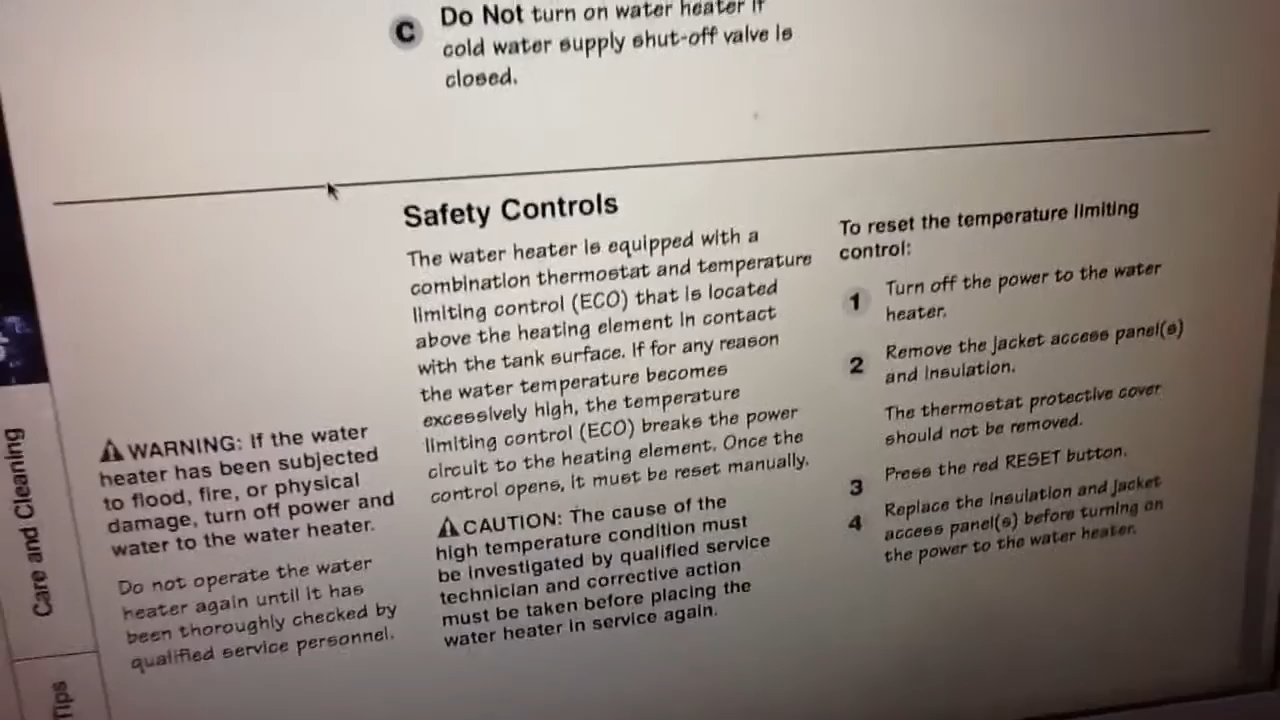 C
Do Not turn on water heater if
cold water supply shut-off valve is
closed.
Safety Controls
The water heater is equipped with a
combination thermostat and temperature
limiting control (ECO) that is located
above the heating element in contact
with the tank surface. If for any reason
the water temperature becomes
excessively high, the temperature
limiting control (ECO) breaks the power
circuit to the heating element. Once the
control opens, it must be reset manually.
CAUTION: The cause of the
high temperature condition must
be investigated by qualified service
technician and corrective action
must be taken before placing the
water heater in service again.
To reset the temperature limiting
control:
1 Turn off the power to the water
heater.
2 Remove the jacket access panel(s)
and insulation.
The thermostat protective cover
should not be removed.
3 Press the red RESET button.
4 Replace the insulation and jacket
access panel(s) before turning on
the power to the water heater.
WARNING: If the water
heater has been subjected
to flood, fire, or physical
damage, turn off power and
water to the water heater.
Do not operate the water
heater again until it has
been thoroughly checked by
qualified service personnel.
Care and Cleaning
Tips